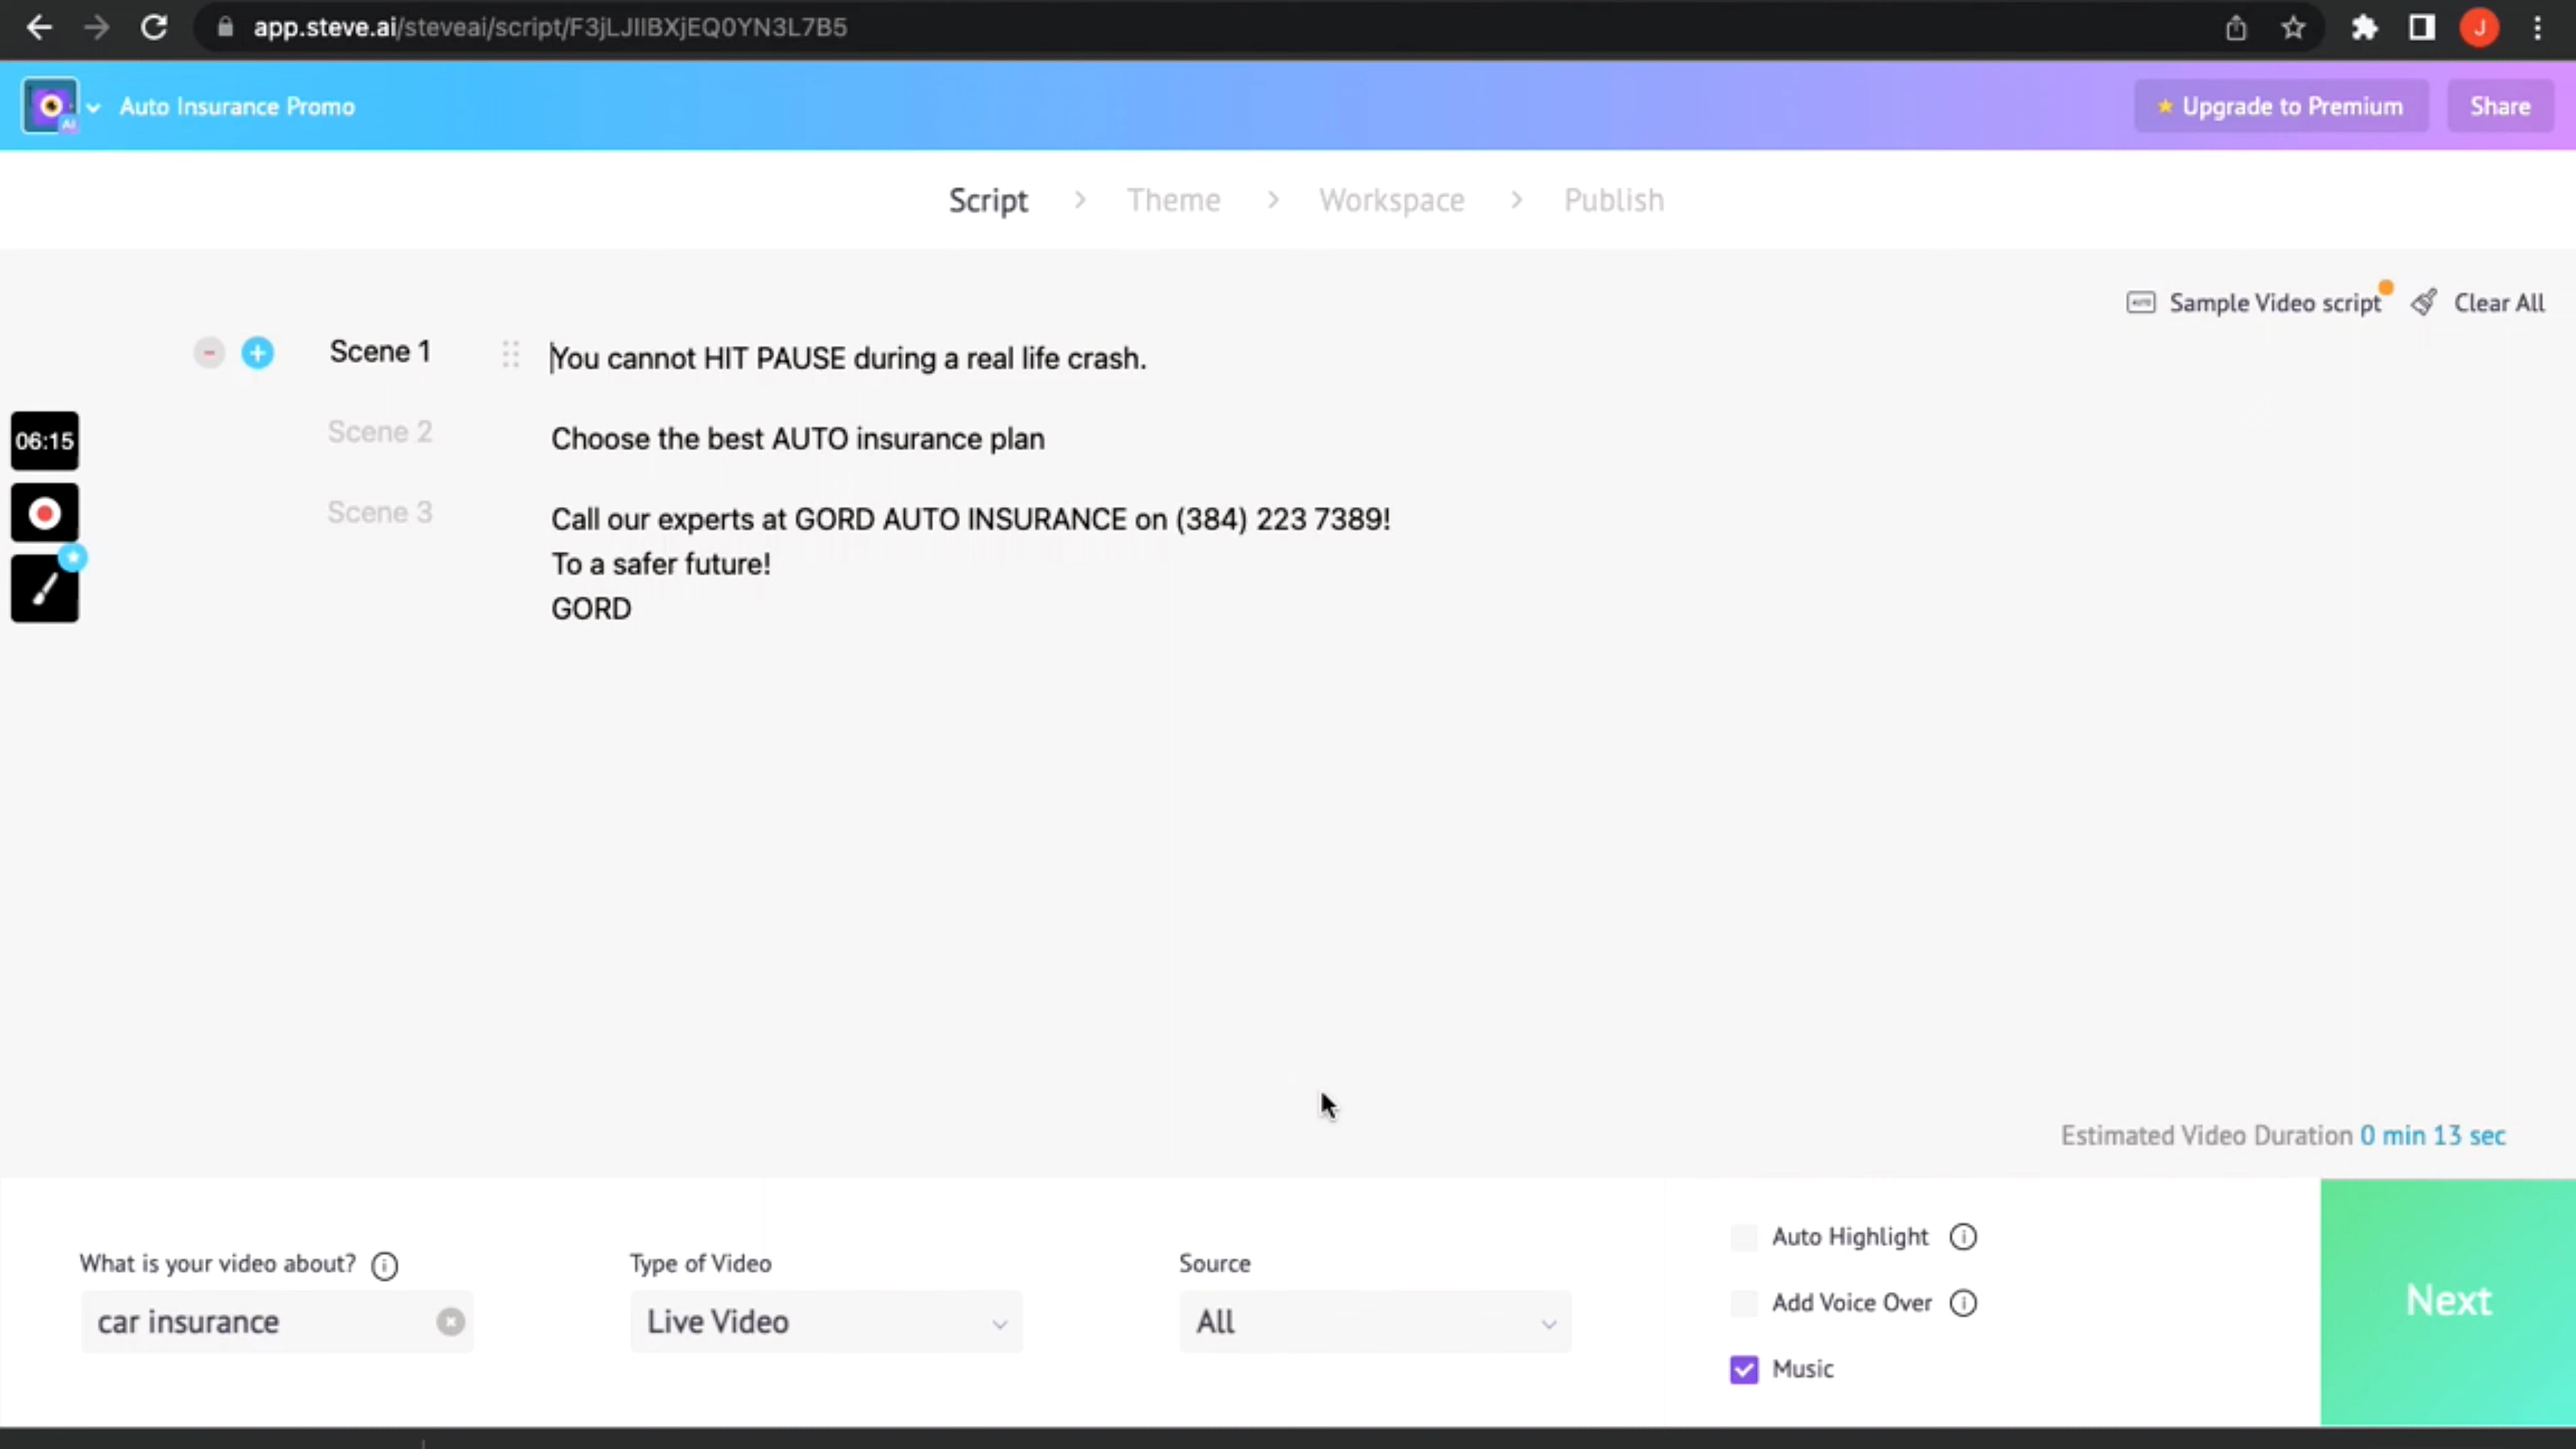 app.steve.ai/steveai/script/F3jLJIIBXjEQ0YN3L7B5
J
AI
Auto Insurance Promo
Upgrade to Premium
Share
Script
Theme
Workspace
Publish
AUTO
Sample Video script
Clear All
Scene 1
You cannot HIT PAUSE during a real life crash.
06:15
Scene 2
Choose the best AUTO insurance plan
Scene 3
Call our experts at GORD AUTO INSURANCE on (384) 223 7389!
To a safer future!
GORD
Estimated Video Duration 0 min 13 sec
What is your video about?
car insurance
Type of Video
Live Video
Source
All
Auto Highlight
Add Voice Over
Music
Next